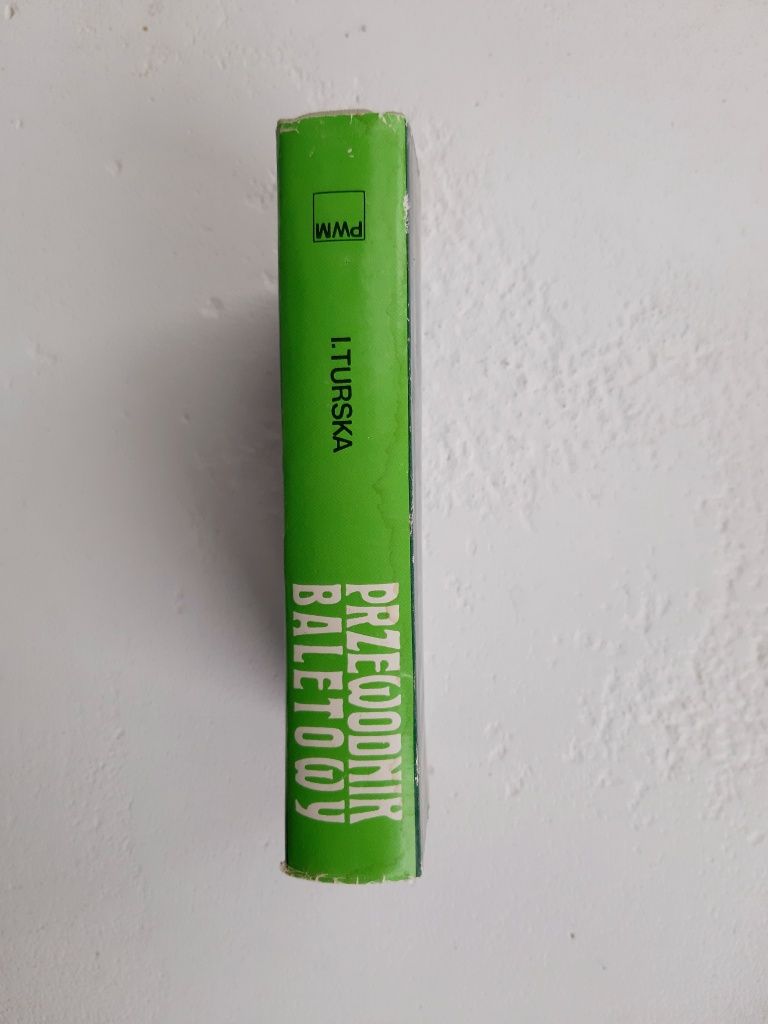 PWM
I. TURSKA
PRZEWODNIK
BALETOWY